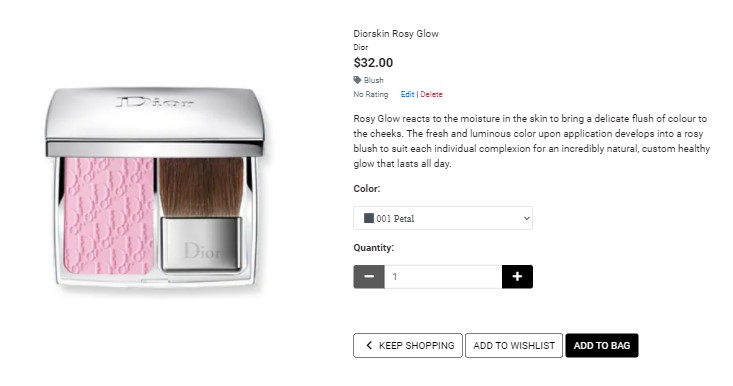 Diorskin Rosy Glow
Dior
$32.00
Blush
No Rating Edit | Delete
Rosy Glow reacts to the moisture in the skin to bring a delicate flush of colour to
the cheeks. The fresh and luminous color upon application develops into a rosy
blush to suit each individual complexion for an incredibly natural, custom healthy
glow that lasts all day.
Color:
001 Petal
Quantity:
1
KEEP SHOPPING
ADD TO WISHLIST
ADD TO BAG
Dior
Dior